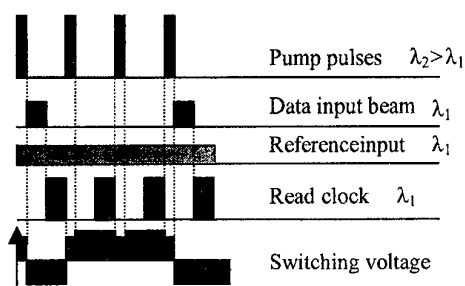 Pump pulses λ₂>λ₁
Data input beam λ₁
Referenceinput λ₁
Read clock λ₁
Switching voltage